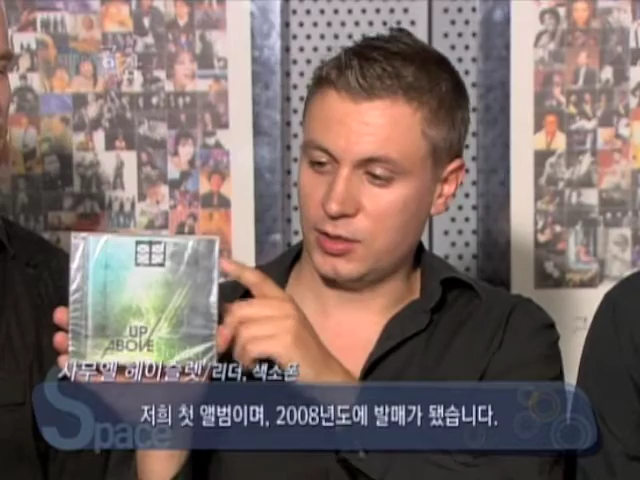 UP
ABOVE
사무엘 헤이슬렛/ 리더, 색소폰
저희 첫 앨범이며, 2008년도에 발매가 됐습니다.
Space